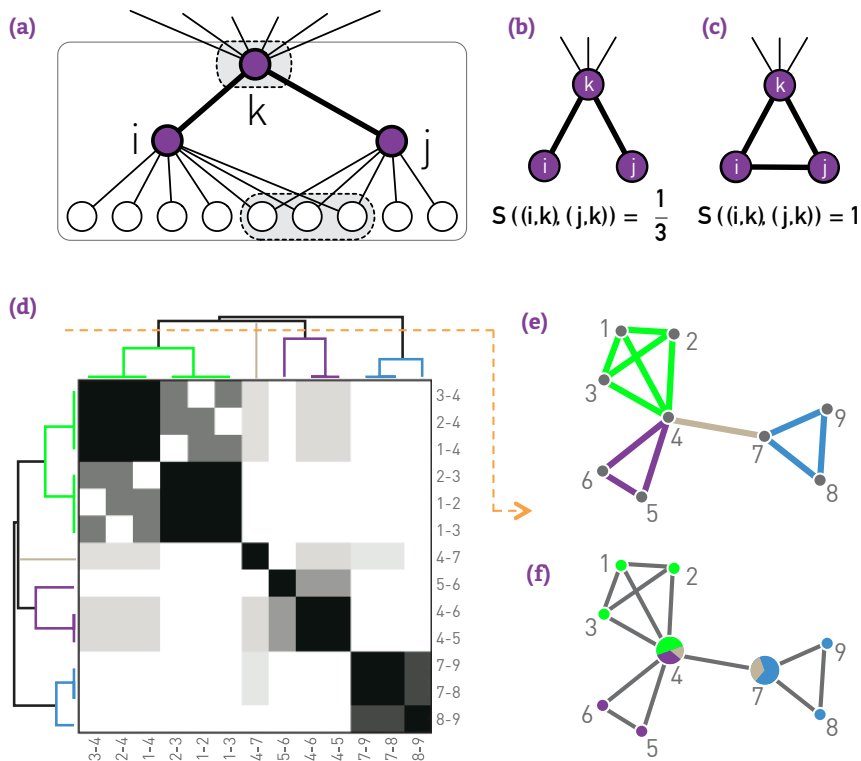 (a)
k
i
j
(b)
k
i
j
S ((i,k), (j,k)) = 1/3
(c)
k
i
j
S ((i,k), (j,k)) = 1
(d)
3-4
2-4
1-4
2-3
1-2
1-3
4-7
5-6
4-6
4-5
7-9
7-8
8-9
3-4
2-4
1-4
2-3
1-2
1-3
4-7
5-6
4-6
4-5
7-9
7-8
8-9
(e)
1
2
3
4
9
7
6
8
5
(f)
1
2
3
9
4
7
6
8
5